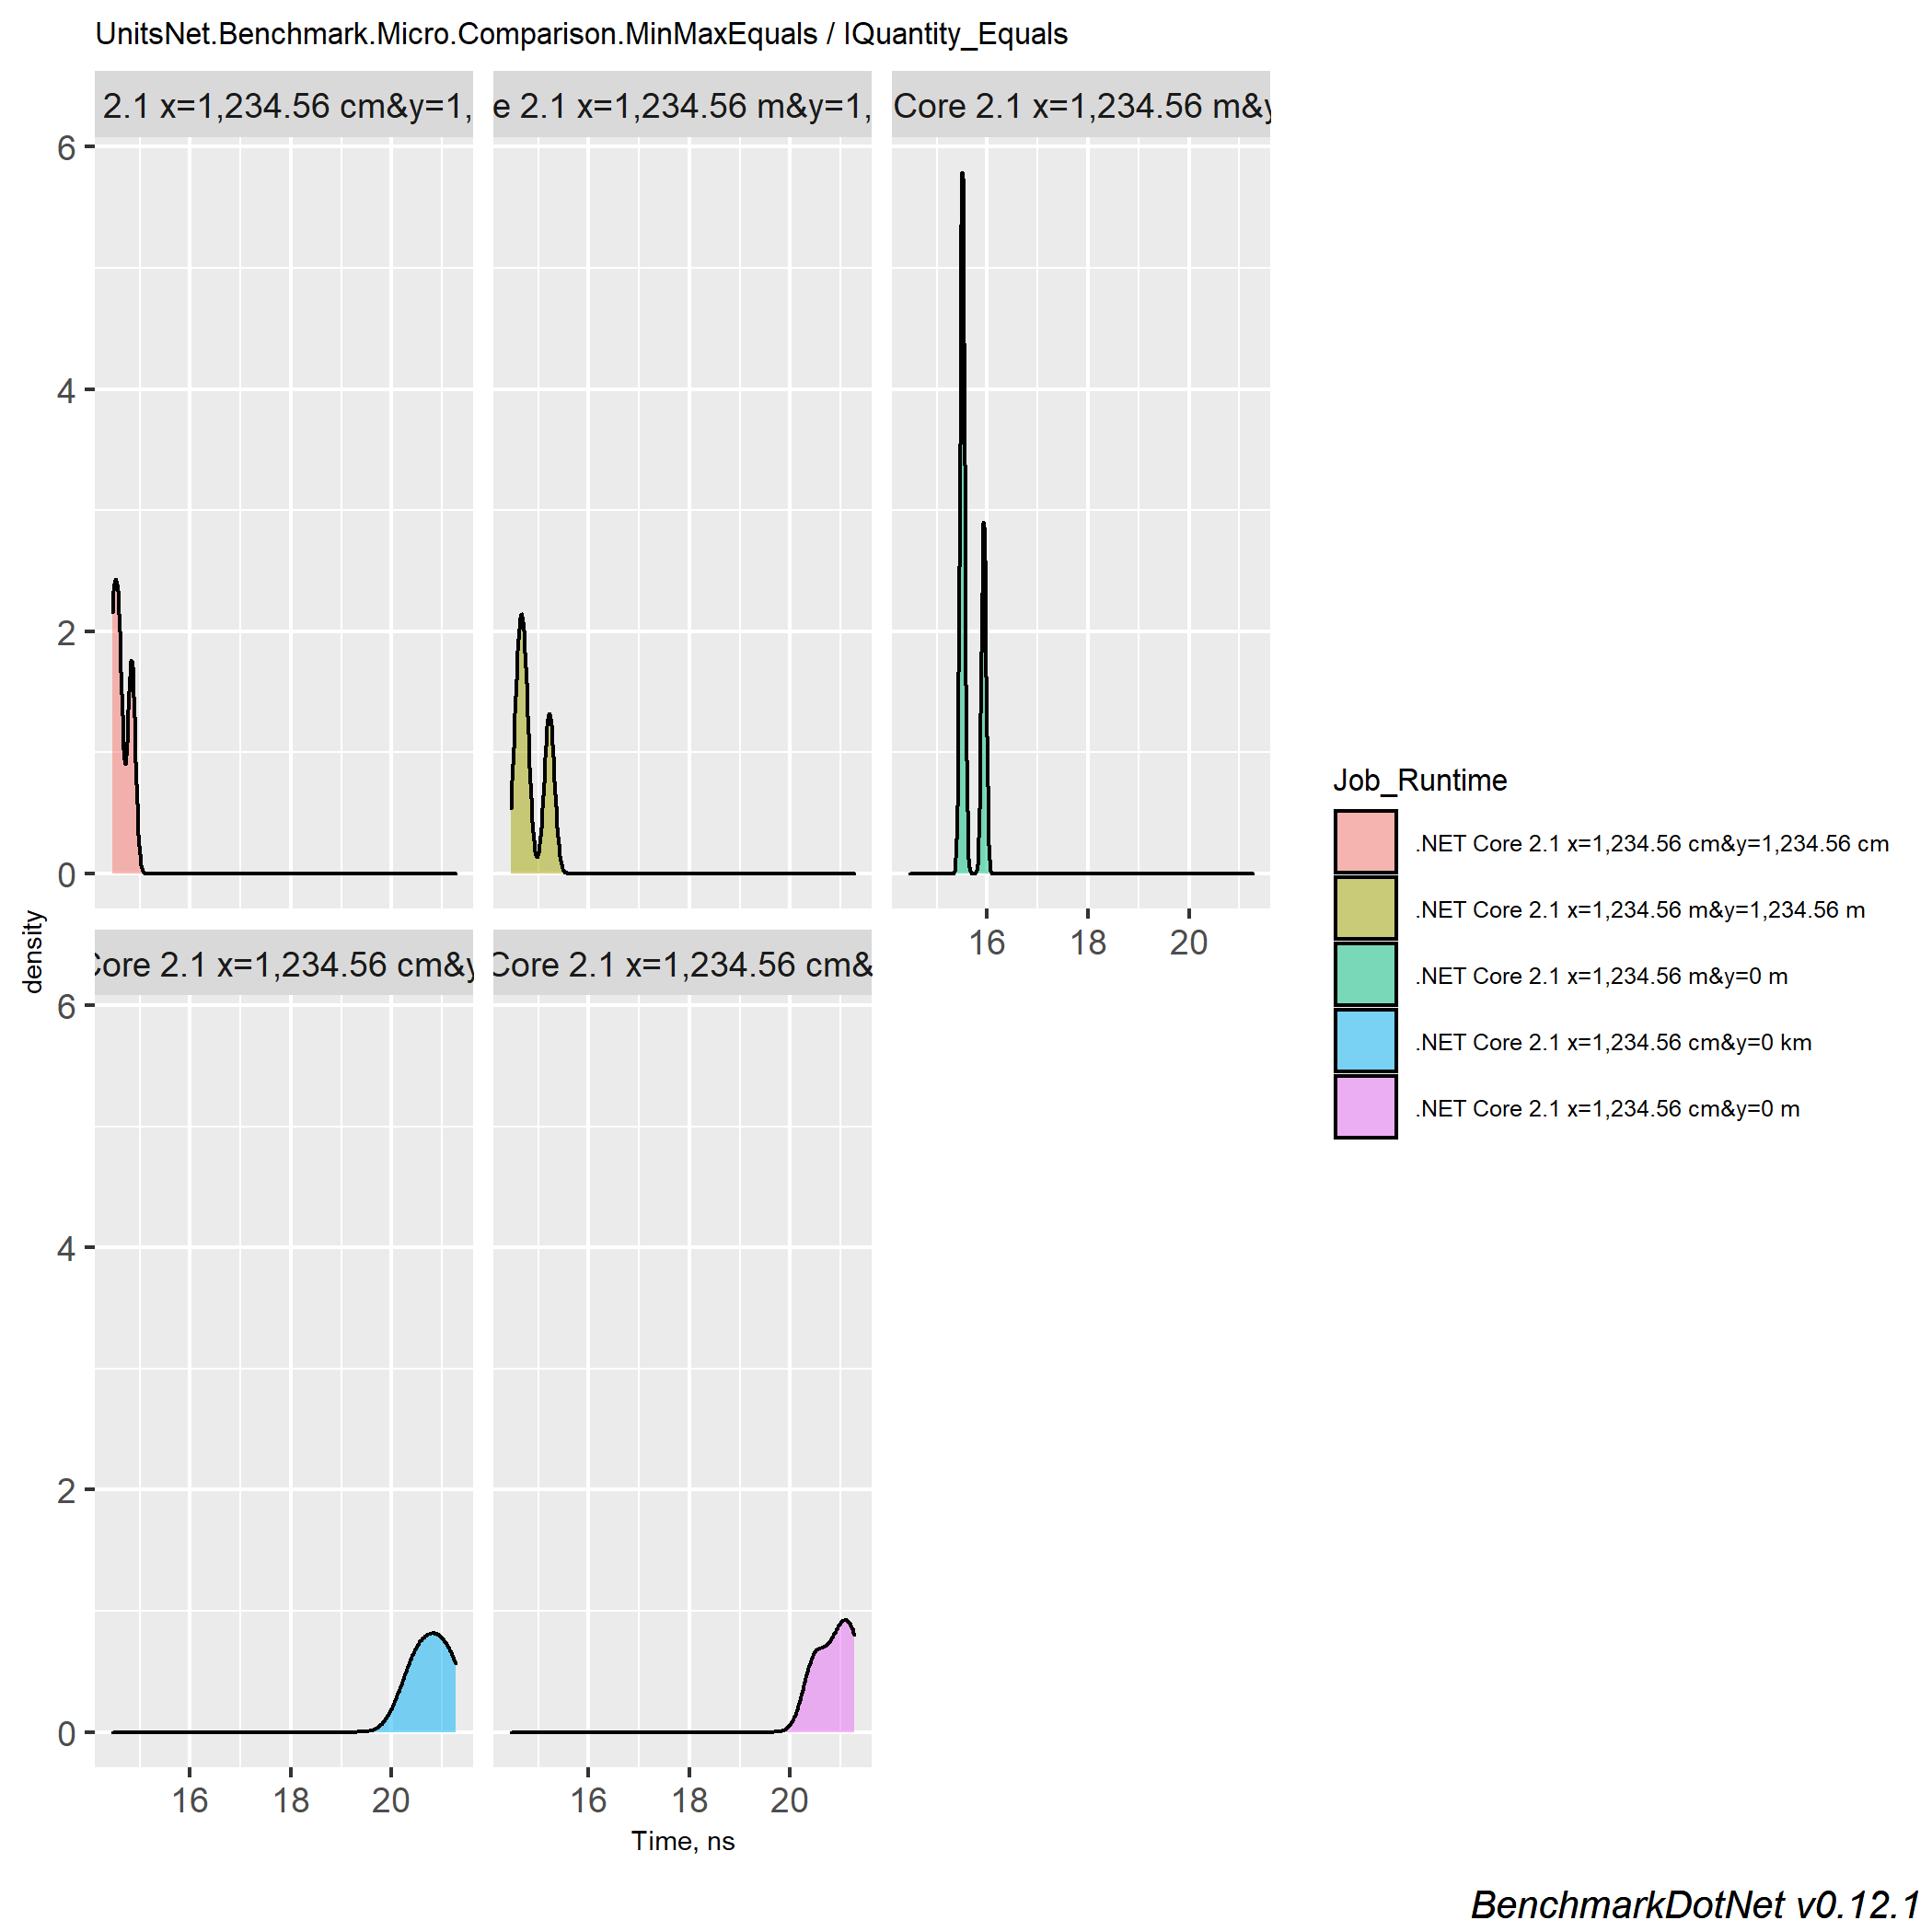 UnitsNet.Benchmark.Micro.Comparison.MinMaxEquals / IQuantity_Equals
2.1 x=1,234.56 cm&y=1,
e 2.1 x=1,234.56 m&y=1,
Core 2.1 x=1,234.56 m&y
6
4
2
0
16 18 20
density
Core 2.1 x=1,234.56 cm&y
Core 2.1 x=1,234.56 cm&
6
4
2
0
16 18 20
16 18 20
Time, ns
Job_Runtime
.NET Core 2.1 x=1,234.56 cm&y=1,234.56 cm
.NET Core 2.1 x=1,234.56 m&y=1,234.56 m
.NET Core 2.1 x=1,234.56 m&y=0 m
.NET Core 2.1 x=1,234.56 cm&y=0 km
.NET Core 2.1 x=1,234.56 cm&y=0 m
BenchmarkDotNet v0.12.1